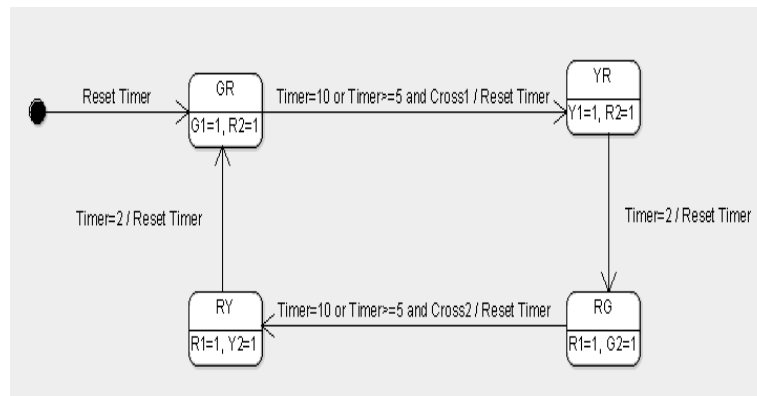 Reset Timer
GR
G1=1, R2=1
Timer=10 or Timer>=5 and Cross1 / Reset Timer
YR
Y1=1, R2=1
Timer=2 / Reset Timer
Timer=2 / Reset Timer
RY
R1=1, Y2=1
Timer=10 or Timer>=5 and Cross2 / Reset Timer
RG
R1=1, G2=1